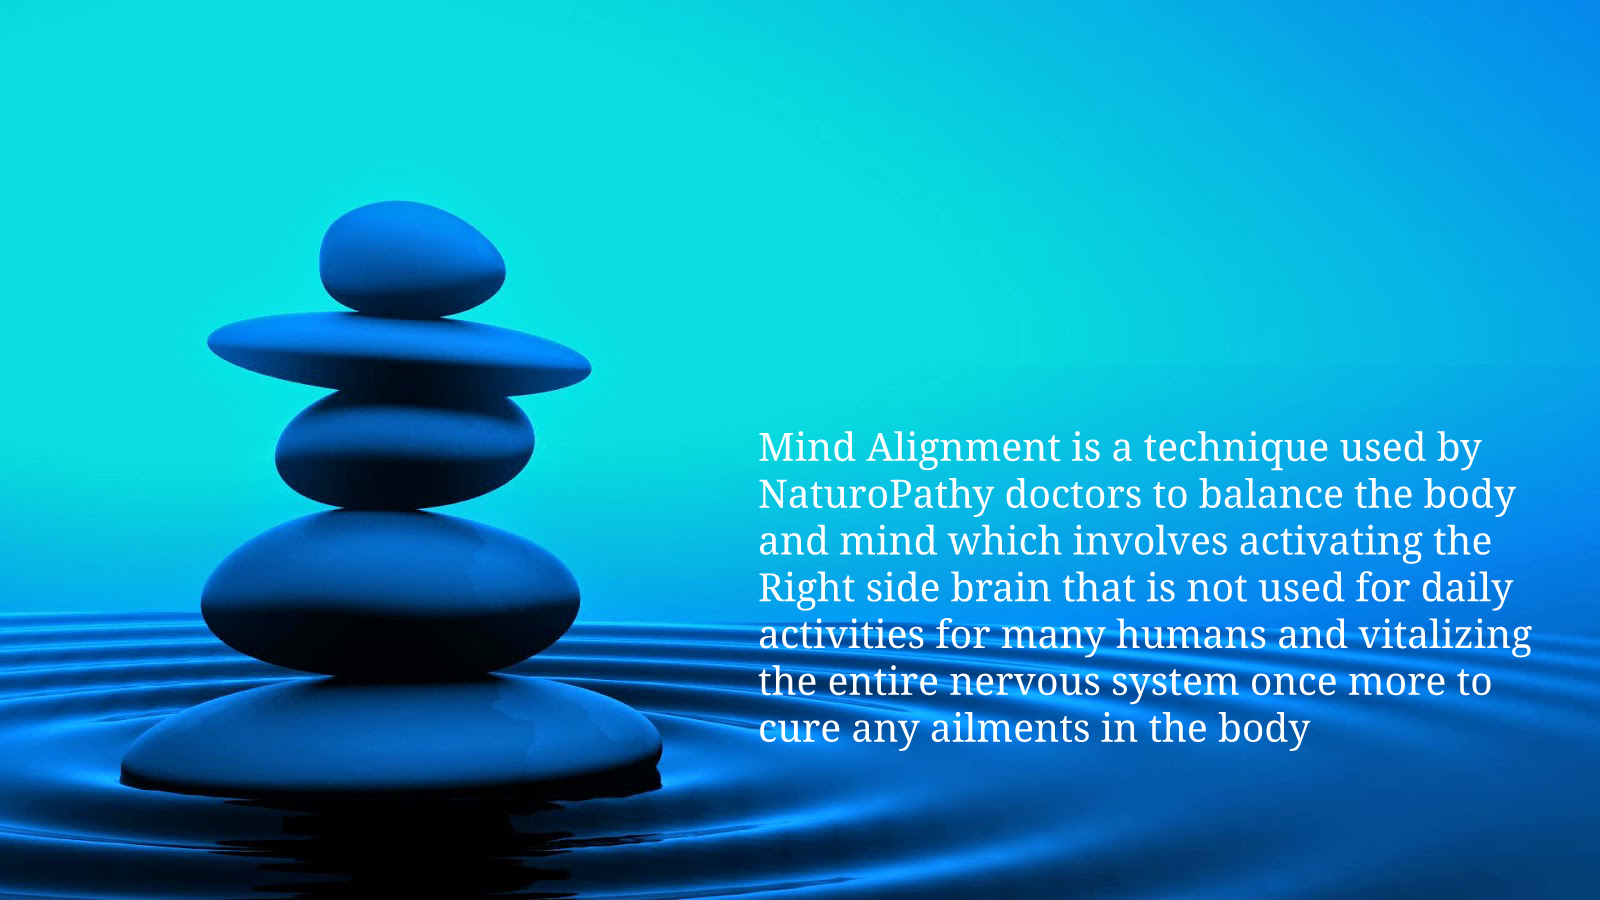 Mind Alignment is a technique used by
NaturoPathy doctors to balance the body
and mind which involves activating the
Right side brain that is not used for daily
activities for many humans and vitalizing
the entire nervous system once more to
cure any ailments in the body